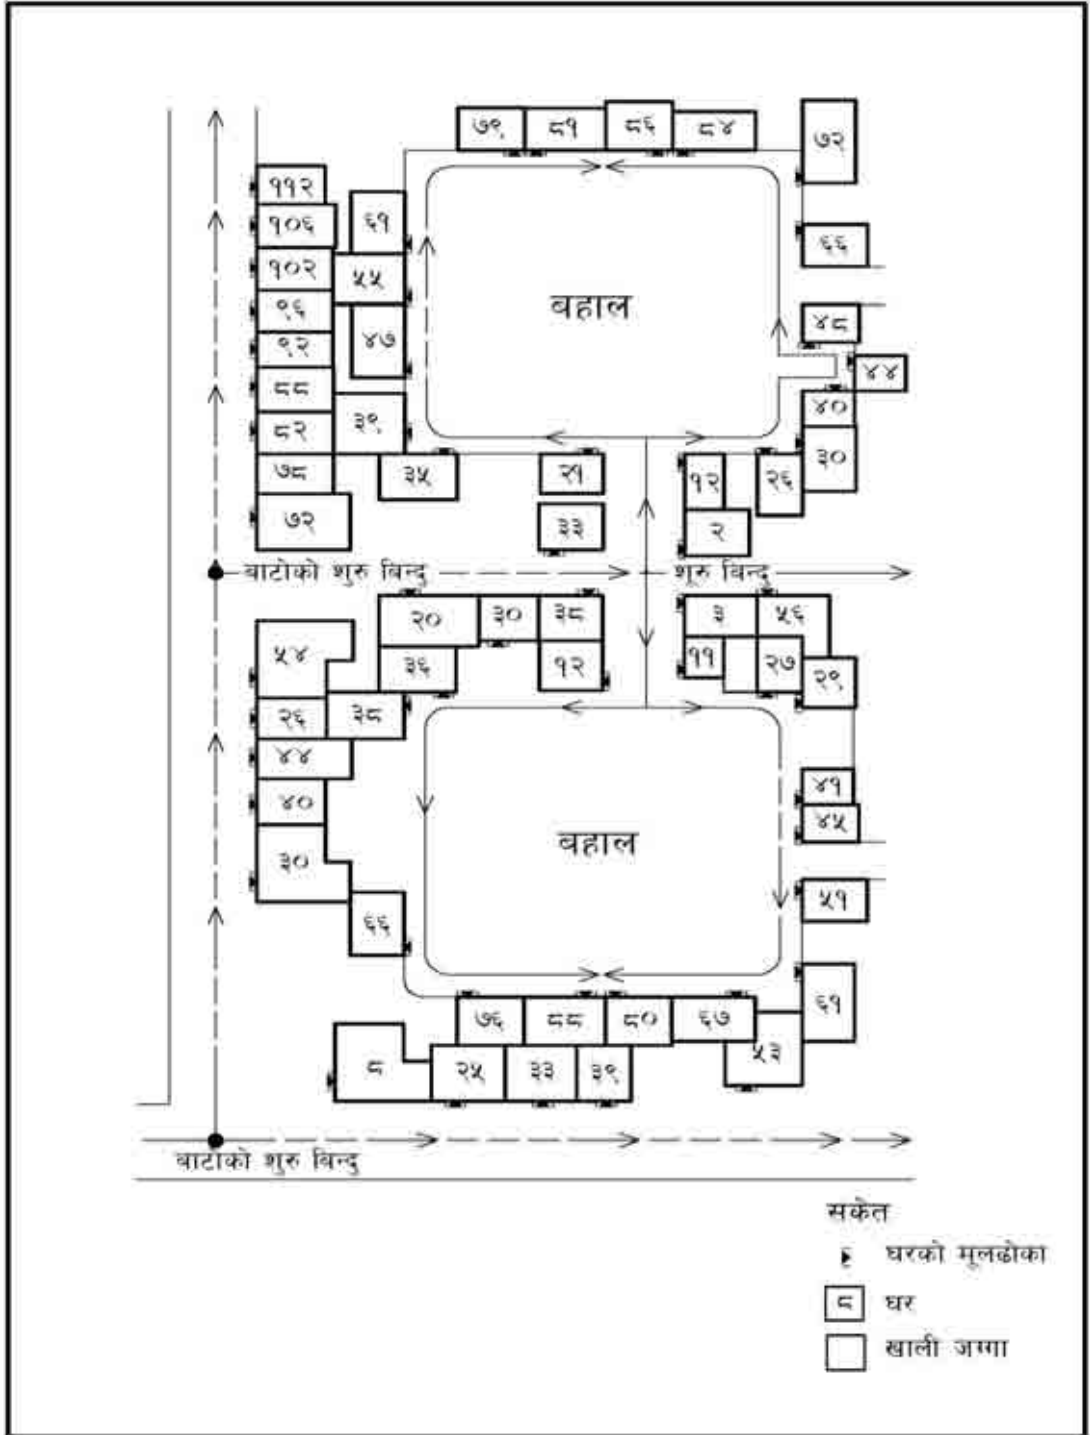 ७९ ८१ ८६ ८४ ७२
११२
१०६ ६१ ६६
१०२ ५५
९६ बहाल ४८
९२ ४७ ४४
८८ ४०
८२ ३९ ३०
७८ ३५ २१ १२ २६
७२ ३३ २
बाटोको शुरु बिन्दु शूरु बिन्दु
२० ३० ३८ ३ ५६
५४ ३६ १२ ११ २७ २९
२६ ३८
४४
४० ४१
३० बहाल ४५
६६ ५१
७६ ८८ ८० ६७ ६१
८ २५ ३३ ३९ ५३
बाटोको शुरु बिन्दु
सकेत
घरको मूलढोका
८ घर
खाली जग्गा